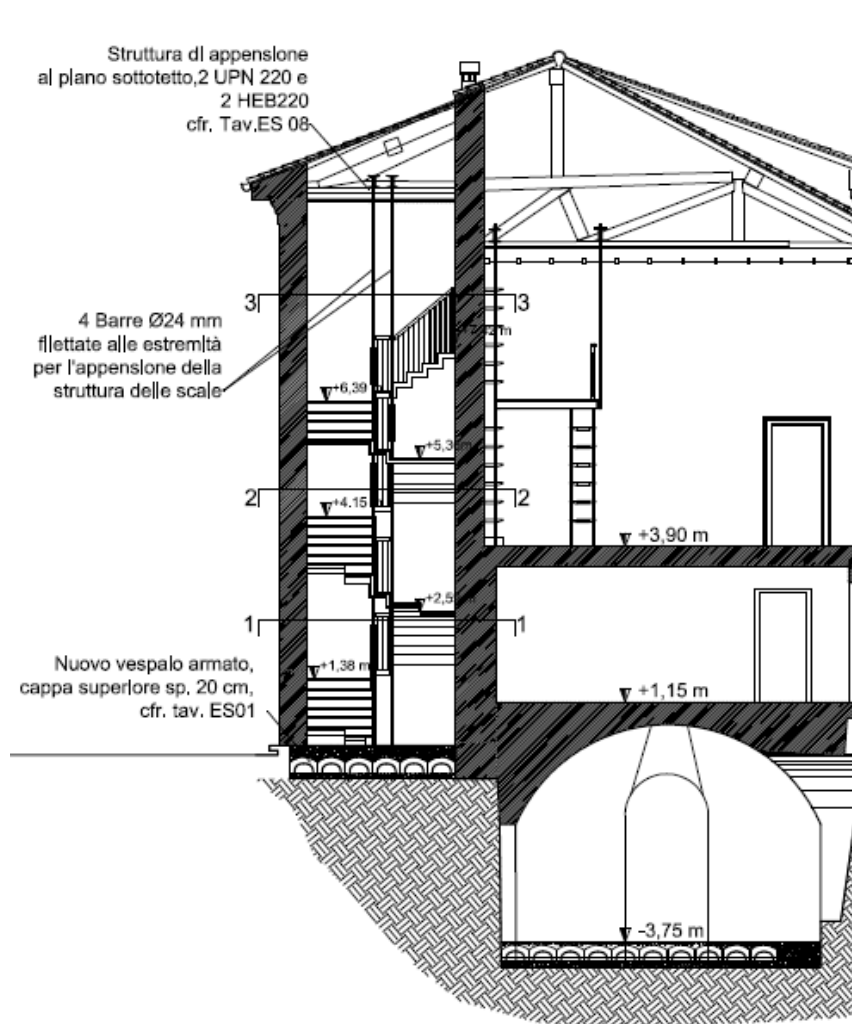 Struttura di appensione
al piano sottotetto,2 UPN 220 e
2 HEB220
cfr. Tav.ES 08
3
3
4 Barre Ø24 mm
filettate alle estremità
per l'appensione della
struttura delle scale
+6,39
+5,3
2
+4.15
2
+3,90 m
+2,5
1
1
Nuovo vespaio armato,
cappa superiore sp. 20 cm,
cfr. tav. ES01
+1,38 m
+1,15 m
-3,75 m